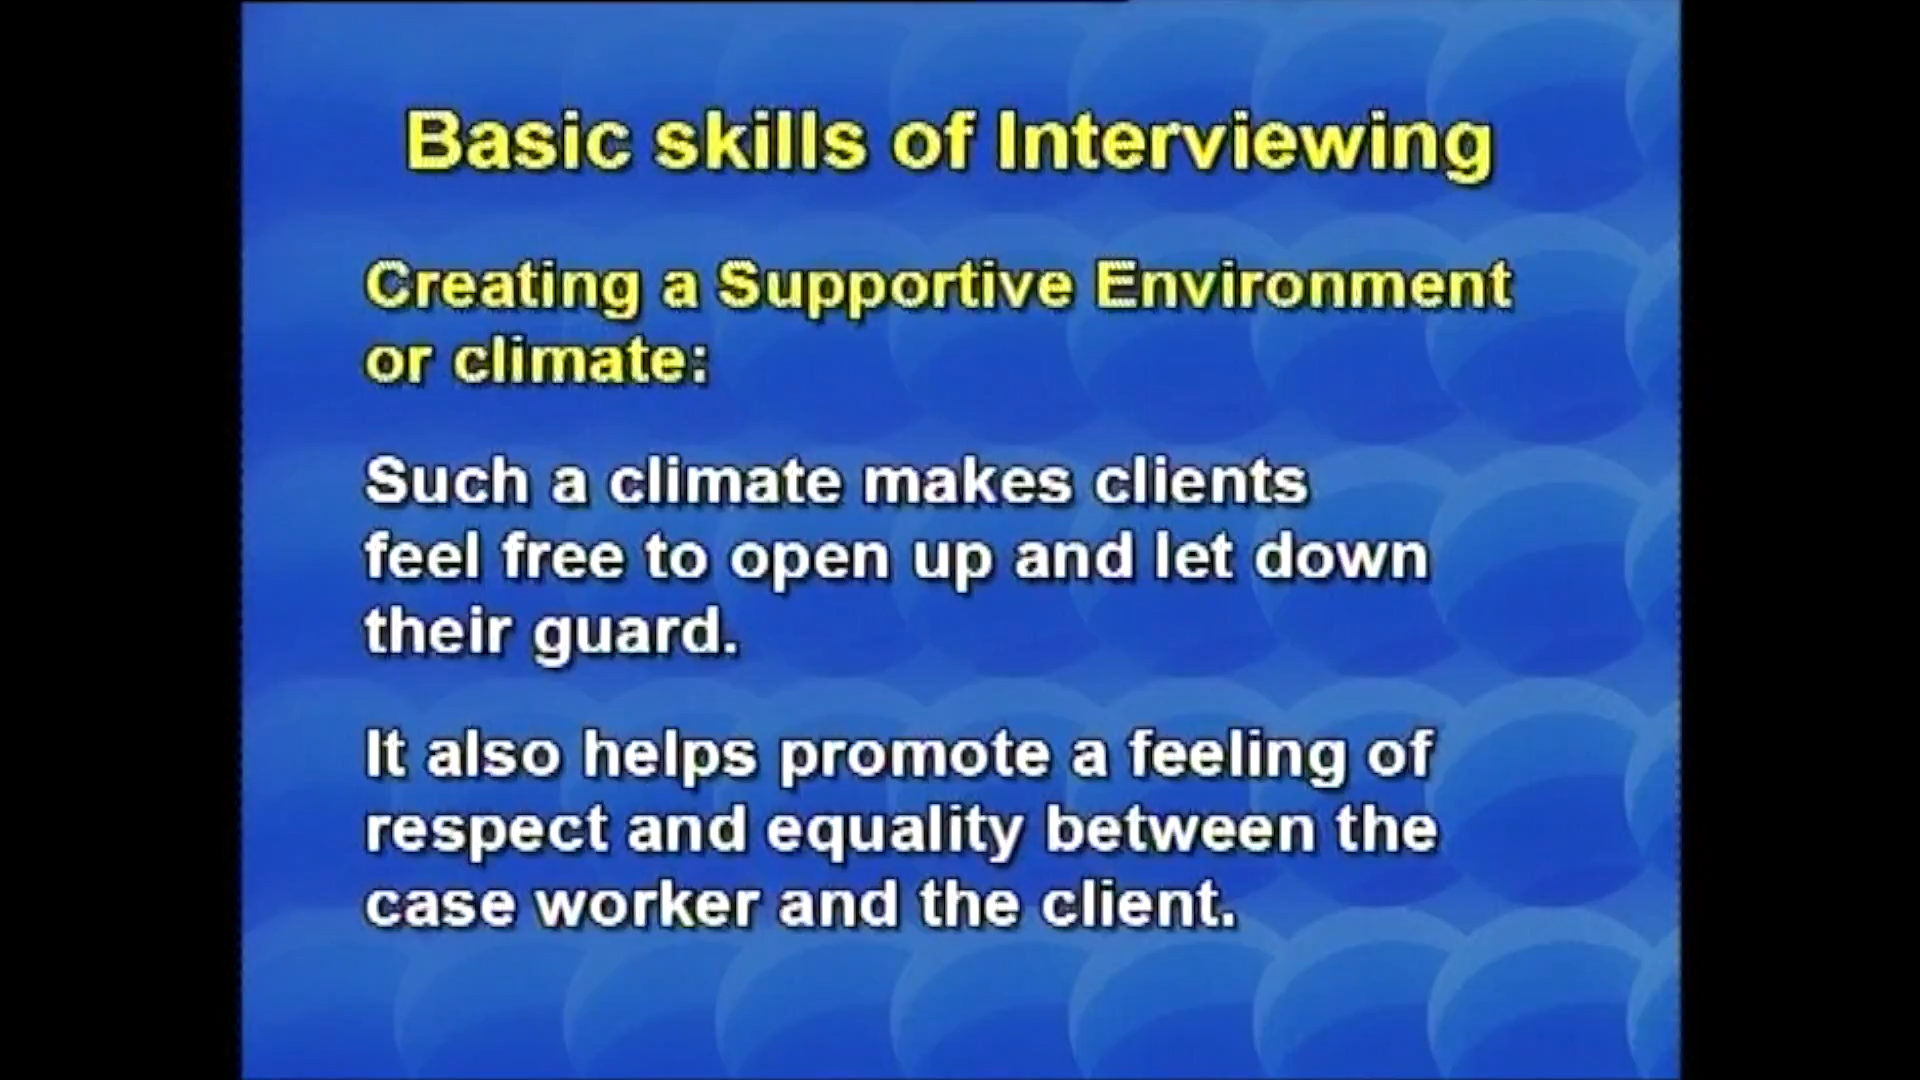 Basic skills of Interviewing
Creating a Supportive Environment
or climate:
Such a climate makes clients
feel free to open up and let down
their guard.
It also helps promote a feeling of
respect and equality between the
case worker and the client.